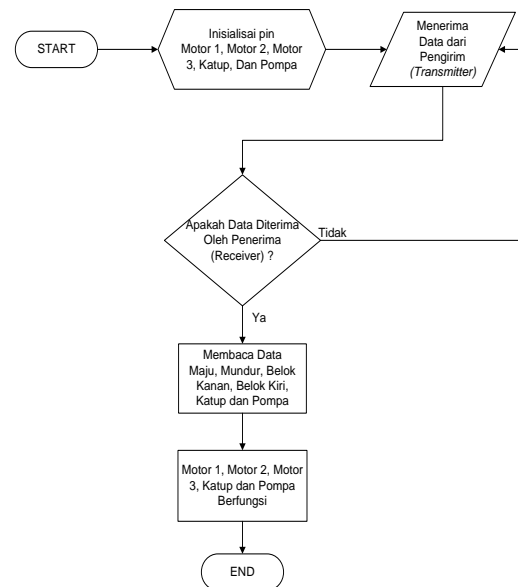 START
Inisialisai pin
Motor 1, Motor 2, Motor
3, Katup, Dan Pompa
Menerima
Data dari
Pengirim
(Transmitter)
Apakah Data Diterima
Oleh Penerima
(Receiver) ?
Tidak
Ya
Membaca Data
Maju, Mundur, Belok
Kanan, Belok Kiri,
Katup dan Pompa
Motor 1, Motor 2, Motor
3, Katup dan Pompa
Berfungsi
END